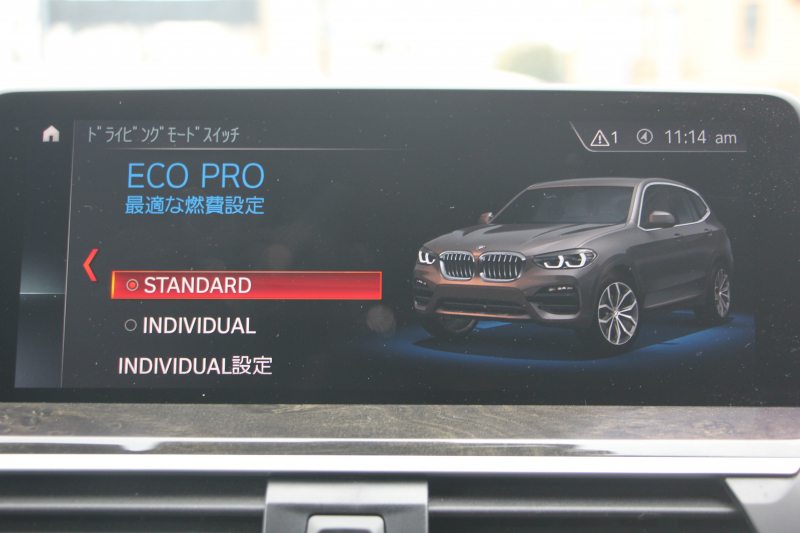 ﾄﾞﾗｲﾋﾞﾝｸﾞﾓｰﾄﾞｽｲｯﾁ
1 11:14 am
ECO PRO
最適な燃費設定
STANDARD
INDIVIDUAL
INDIVIDUAL設定